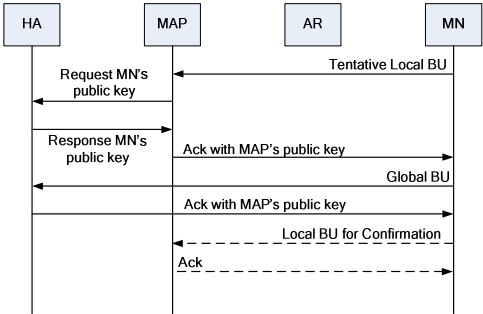 HA
MAP
AR
MN
Tentative Local BU
Request MN's
public key
Response MN's
public key
Ack with MAP's public key
Global BU
Ack with MAP's public key
Local BU for Confirmation
Ack